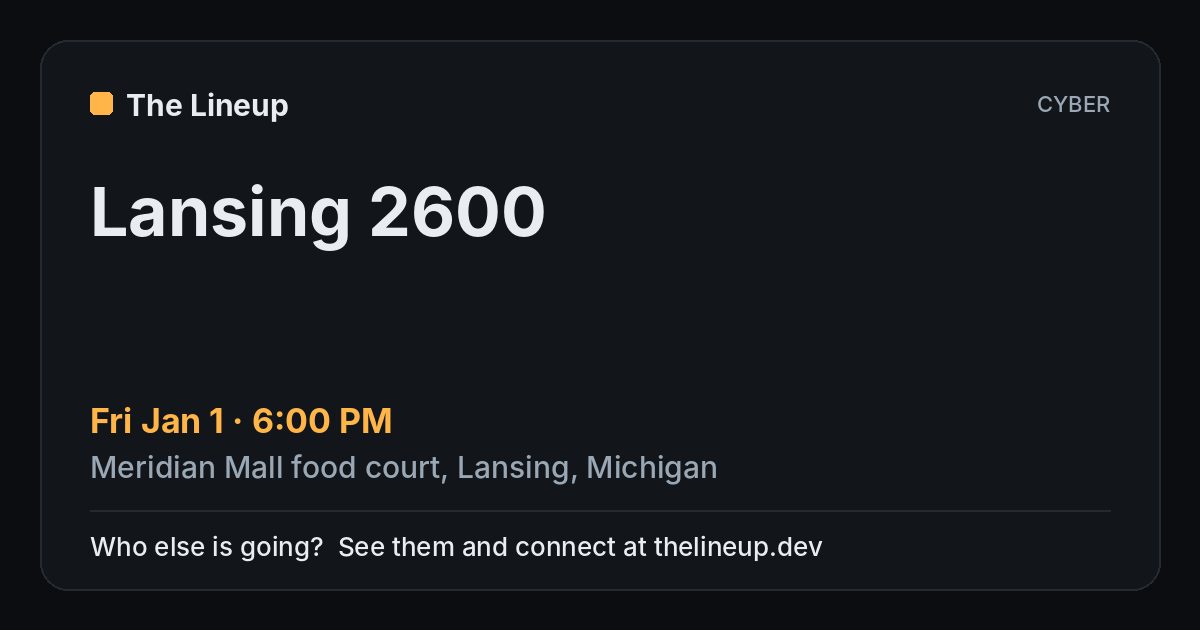 The Lineup
CYBER
Lansing 2600
Fri Jan 1 · 6:00 PM
Meridian Mall food court, Lansing, Michigan
Who else is going? See them and connect at thelineup.dev